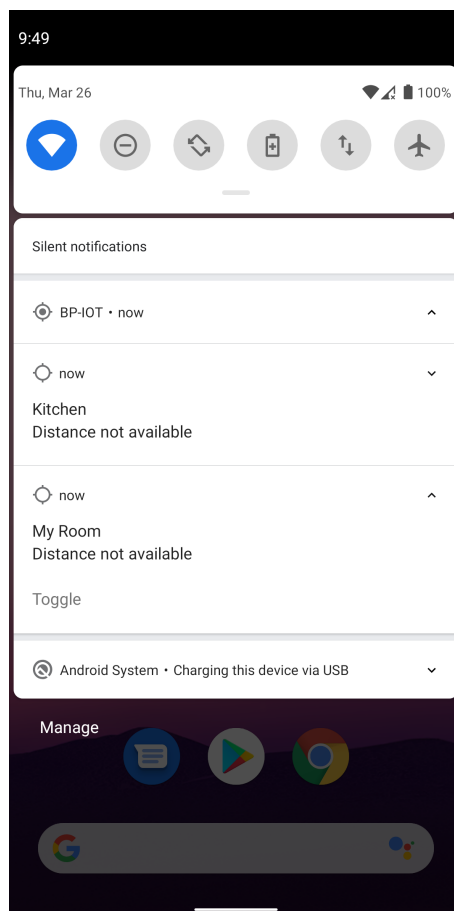 9:49
Thu, Mar 26 100%
Silent notifications
BP-IOT • now
now
Kitchen
Distance not available
now
My Room
Distance not available
Toggle
Android System • Charging this device via USB
Manage